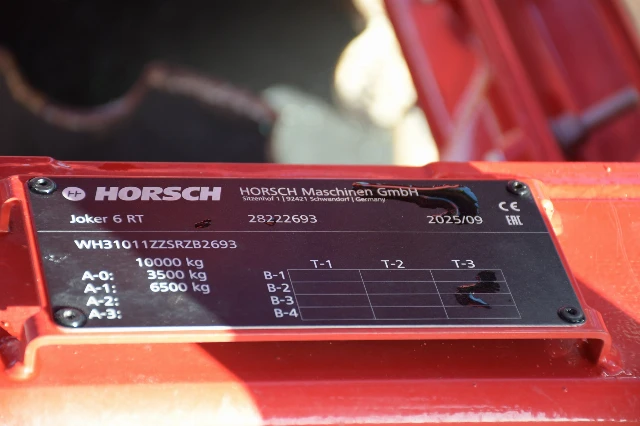 HORSCH HORSCH Maschinen GmbH
Sitzenhof 1 | 92421 Schwandorf | Germany
CE
Joker 6 RT 28222693 2025/09 EAC
WH31011ZZSRZB2693
10000 kg T-1 T-2 T-3
A-0: 3500 kg B-1
A-1: 6500 kg B-2
A-2: B-3
A-3: B-4